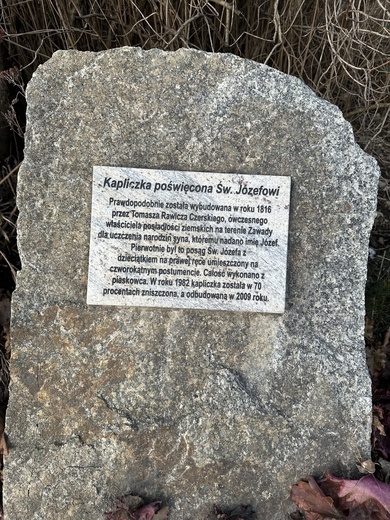 Kapliczka poświęcona Św. Józefowi
Prawdopodobnie została wybudowana w roku 1816
przez Tomasza Rawicza Czerskiego, ówczesnego
właściciela posiadłości ziemskich na terenie Zawady
dla uczczenia narodzin syna, któremu nadano imię Józef.
Pierwotnie był to posąg Św. Józefa z
dzieciątkiem na prawej ręce umieszczony na
czworokątnym postumencie. Całość wykonano z
piaskowca. W roku 1982 kapliczka została w 70
procentach zniszczona, a odbudowaną w 2009 roku.